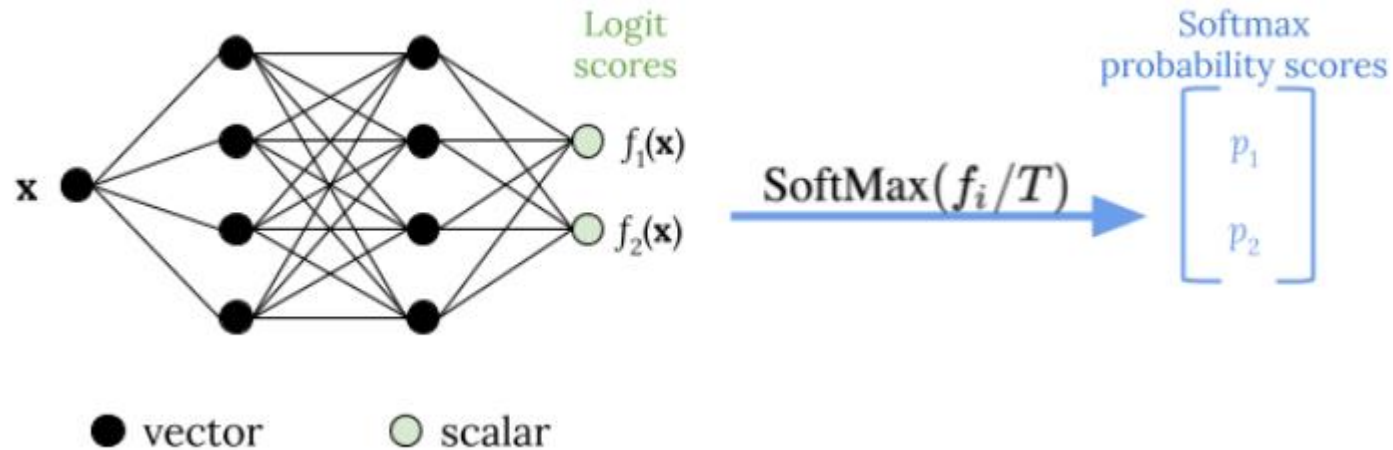 Logit
scores
Softmax
probability scores
x
f₁(x)
f₂(x)
SoftMax(fᵢ/T)
p₁
p₂
vector
scalar